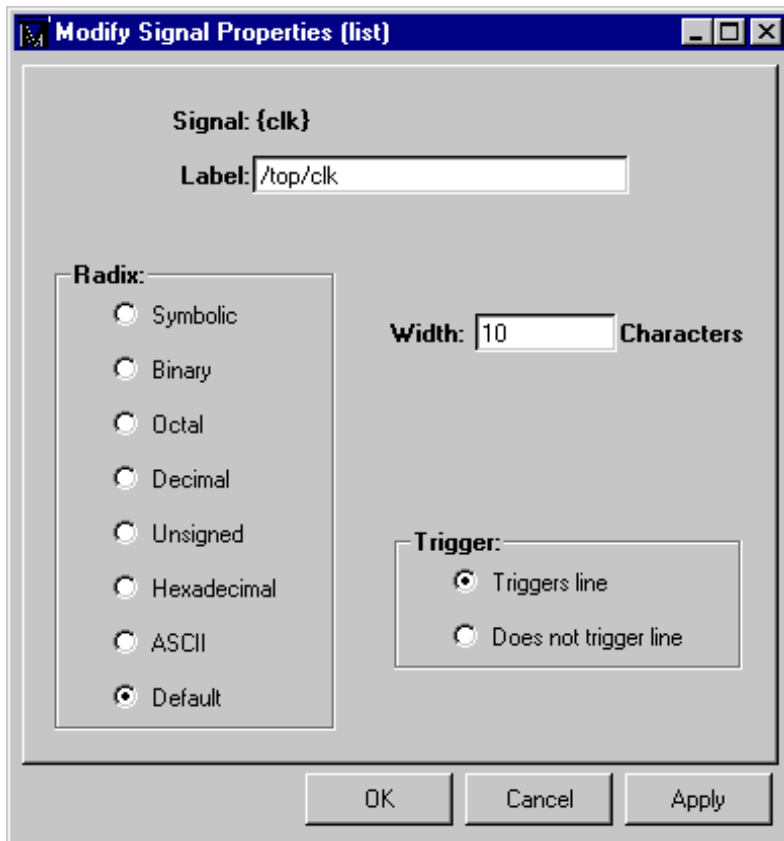 Modify Signal Properties (list)
Signal: {clk}
Label: /top/clk
Radix:
Symbolic
Binary
Octal
Decimal
Unsigned
Hexadecimal
ASCII
Default
Width: 10 Characters
Trigger:
Triggers line
Does not trigger line
OK Cancel Apply